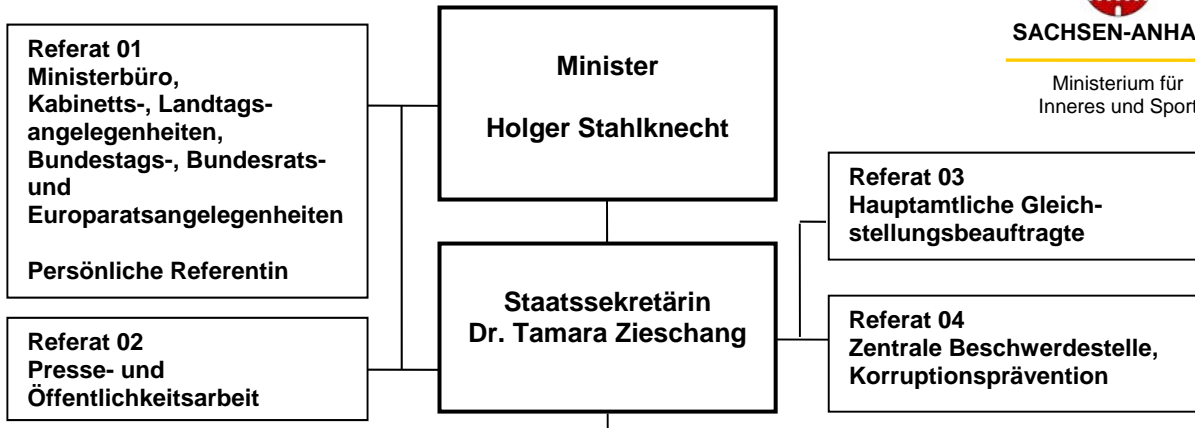 Referat 01
Ministerbüro,
Kabinetts-, Landtags-
angelegenheiten,
Bundestags-, Bundesrats-
und
Europaratsangelegenheiten
Persönliche Referentin
Referat 02
Presse- und
Öffentlichkeitsarbeit
Minister
Holger Stahlknecht
Staatssekretärin
Dr. Tamara Zieschang
SACHSEN-ANHA
Ministerium für
Inneres und Sport
Referat 03
Hauptamtliche Gleich-
stellungsbeauftragte
Referat 04
Zentrale Beschwerdestelle,
Korruptionsprävention